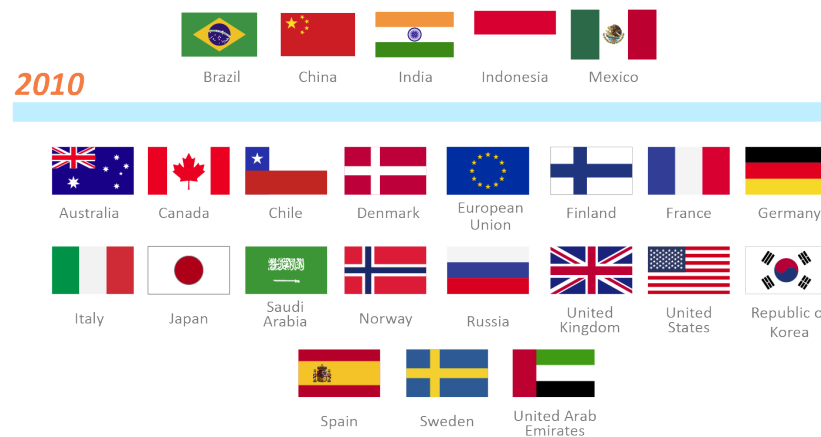 Brazil
China
India
Indonesia
Mexico
2010
Australia
Canada
Chile
Denmark
European
Union
Finland
France
Germany
Italy
Japan
Saudi
Arabia
Norway
Russia
United
Kingdom
United
States
Republic o
Korea
Spain
Sweden
United Arab
Emirates